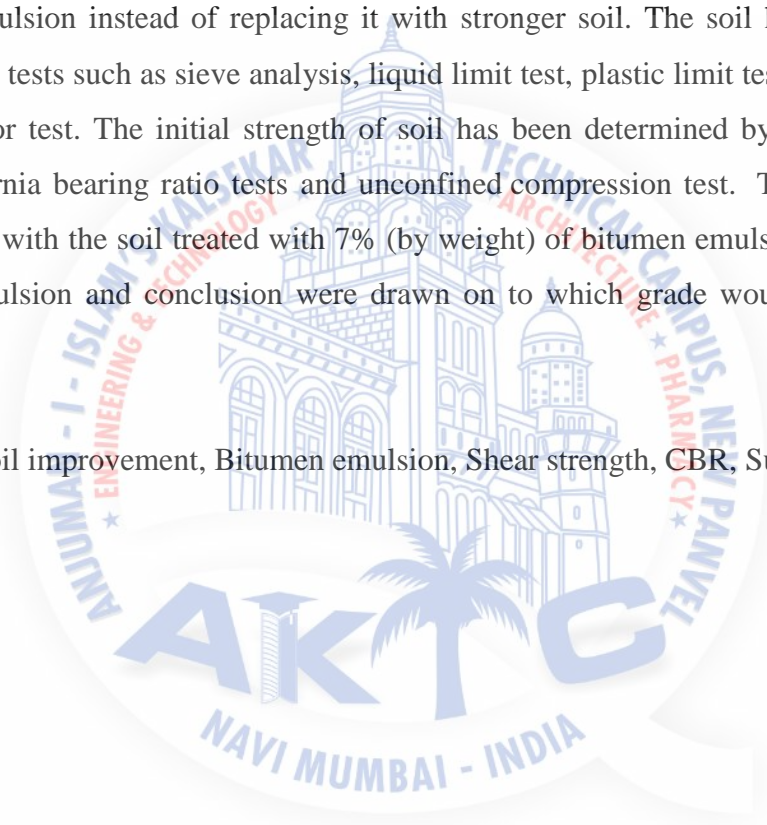 ulsion instead of replacing it with stronger soil. The soil
tests such as sieve analysis, liquid limit test, plastic limit
or test. The initial strength of soil has been determined by
rnia bearing ratio tests and unconfined compression test.
with the soil treated with 7% (by weight) of bitumen emuls
ulsion and conclusion were drawn on to which grade wou
il improvement, Bitumen emulsion, Shear strength, CBR,
ANJUMAN - I - ISLAM'S KALSEKAR TECHNICAL CAMPUS, NEW PANVEL
★ ENGINEERING & TECHNOLOGY ★ ARCHITECTURE ★ PHARMACY ★
AKTC
NAVI MUMBAI - INDIA